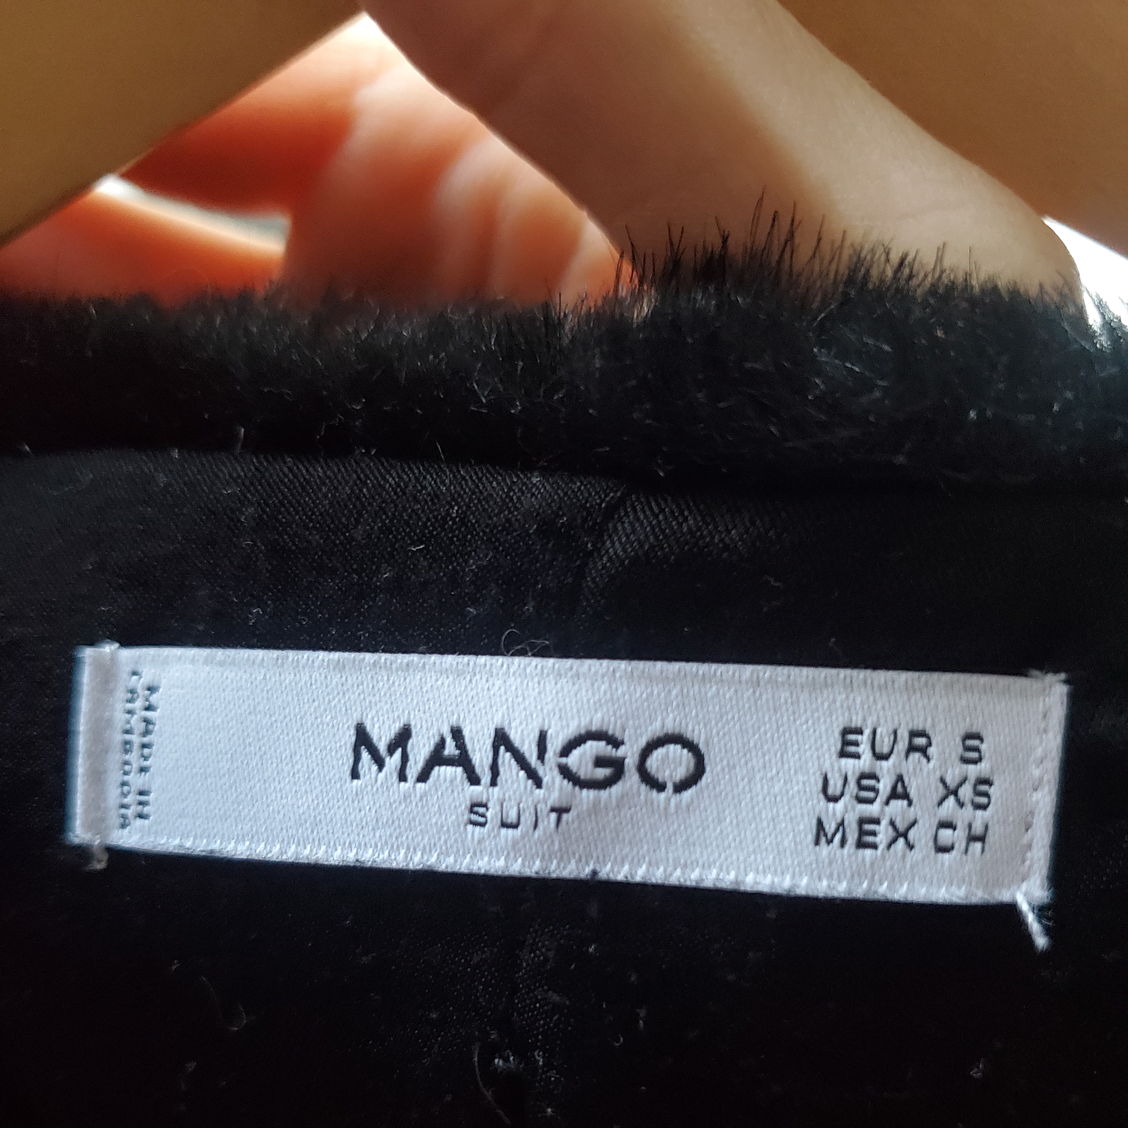 MADE IN
CAMBODIA
MANGO
SUIT
EUR S
USA XS
MEX CH